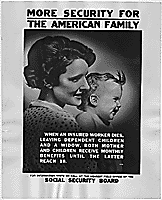 MORE SECURITY FOR
THE AMERICAN FAMILY
WHEN AN INSURED WORKER DIES,
LEAVING DEPENDENT CHILDREN
AND A WIDOW, BOTH MOTHER
AND CHILDREN RECEIVE MONTHLY
BENEFITS UNTIL THE LATTER
REACH 18.
FOR INFORMATION WRITE OR CALL AT THE NEAREST FIELD OFFICE OF THE
SOCIAL SECURITY BOARD